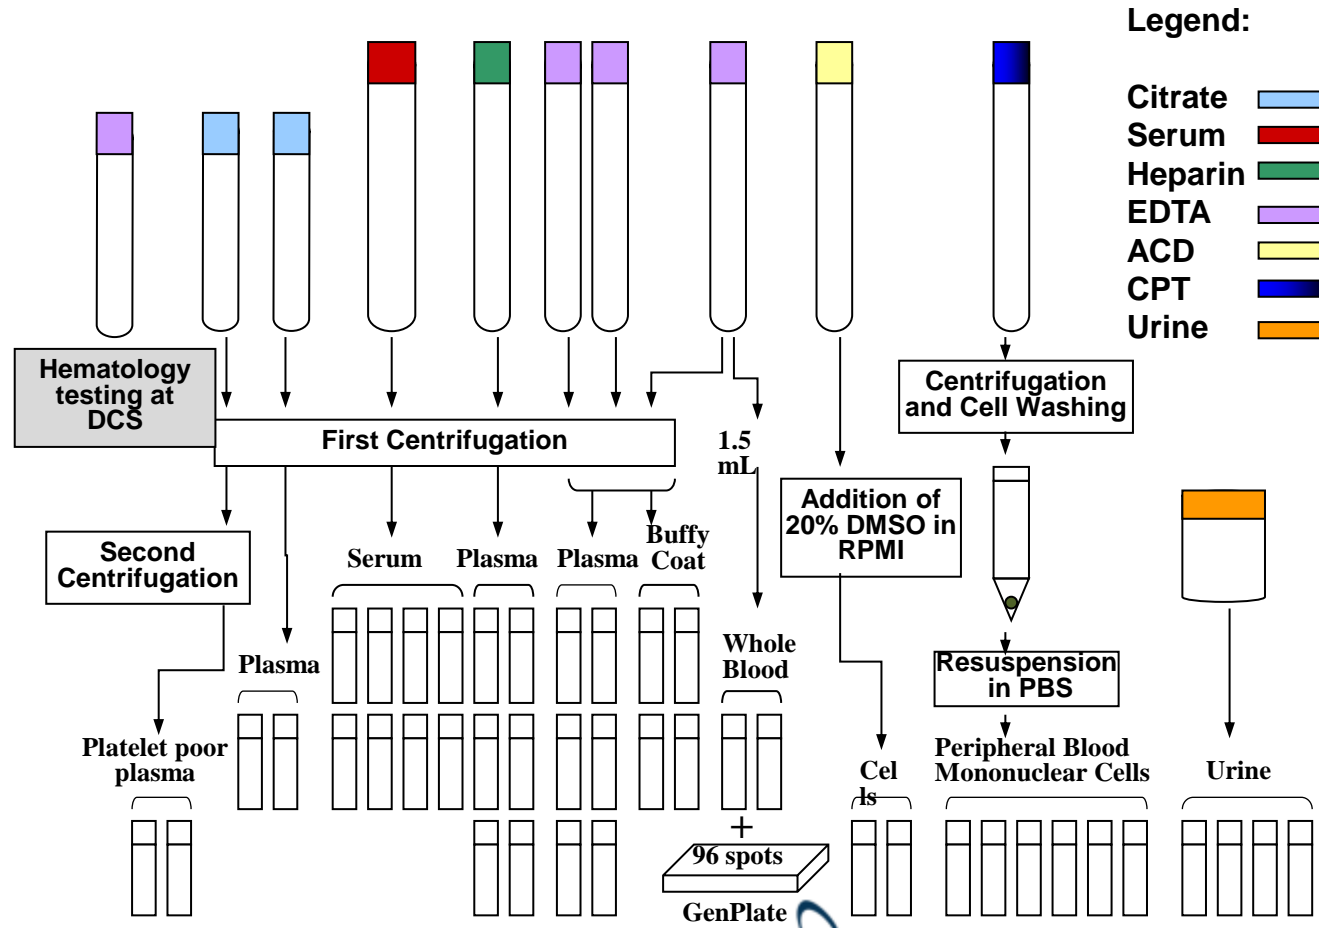 Legend:
Citrate
Serum
Heparin
EDTA
ACD
CPT
Urine
Hematology
testing at
DCS
First Centrifugation
1.5
mL
Centrifugation
and Cell Washing
Addition of
20% DMSO in
RPMI
Second
Centrifugation
Serum
Plasma
Plasma
Buffy
Coat
Plasma
Whole
Blood
Resuspension
in PBS
Platelet poor
plasma
Cel
ls
Peripheral Blood
Mononuclear Cells
Urine
+
96 spots
GenPlate